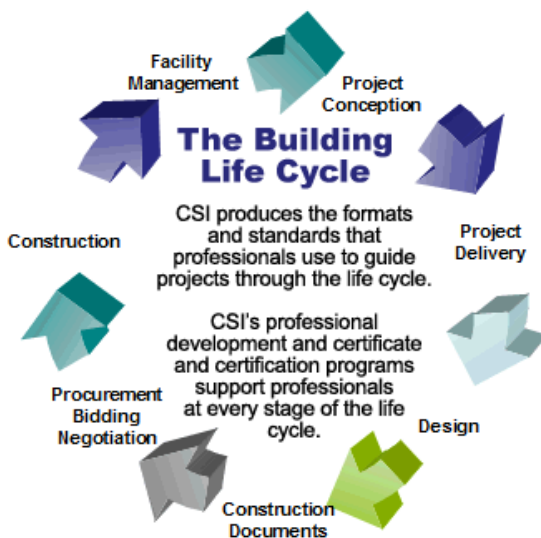 Facility
Management
Project
Conception
The Building
Life Cycle
CSI produces the formats
and standards that
professionals use to guide
projects through the life cycle.
CSI's professional
development and certificate
and certification programs
support professionals
at every stage of the life
cycle.
Project
Delivery
Design
Construction
Documents
Procurement
Bidding
Negotiation
Construction